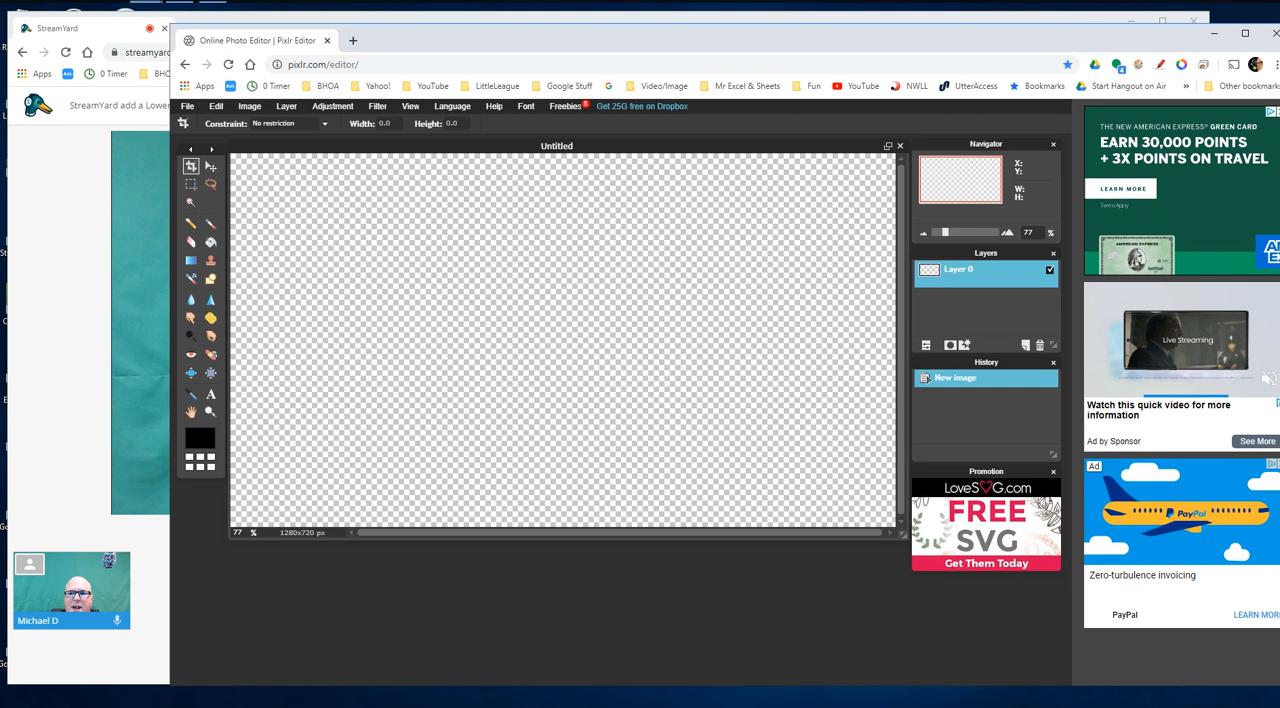 StreamYard
Online Photo Editor | Pixlr Editor
streamyard
pixlr.com/editor/
Apps
0 Timer
BHO
Apps
0 Timer
BHOA
Yahoo!
YouTube
LittleLeague
Google Stuff
Video/Image
Mr Excel & Sheets
Fun
YouTube
NWLL
UtterAccess
Bookmarks
Start Hangout on Air
Other bookmarks
StreamYard add a Lower
File Edit Image Layer Adjustment Filter View Language Help Font Freebies Get 25G free on Dropbox
Constraint: No restriction Width: 0.0 Height: 0.0
Untitled
77 % 1280x720 px
Navigator
X:
Y:
W:
H:
77 %
Layers
Layer 0
History
New image
Promotion
LoveSVG.com
FREE
SVG
Get Them Today
THE NEW AMERICAN EXPRESS® GREEN CARD
EARN 30,000 POINTS
+ 3X POINTS ON TRAVEL
LEARN MORE
Terms Apply
Live Streaming
Watch this quick video for more
information
Ad by Sponsor
See More
Ad
PayPal
Zero-turbulence invoicing
PayPal
LEARN MOR
Michael D